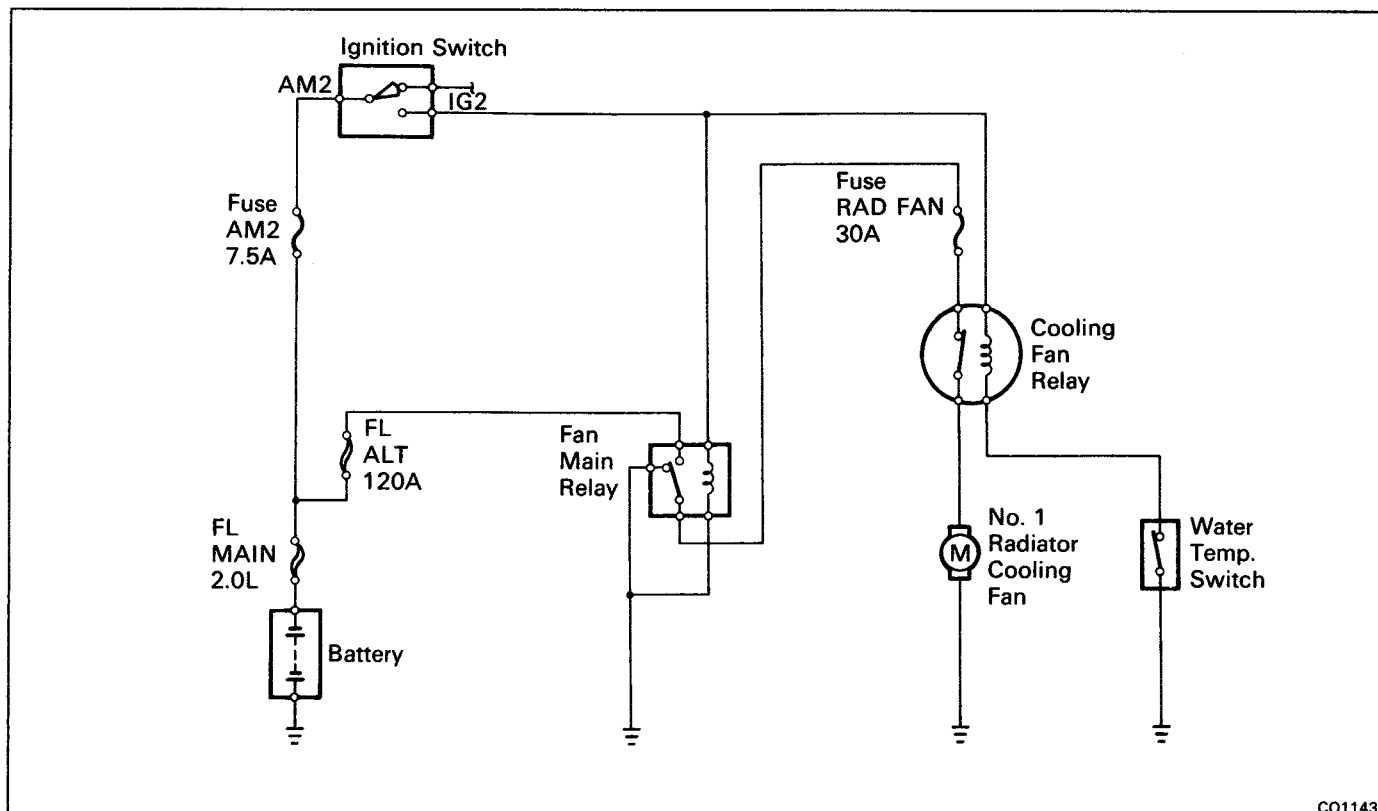 Ignition Switch
AM2
IG2
Fuse
AM2
7.5A
Fuse
RAD FAN
30A
Cooling
Fan
Relay
FL
ALT
120A
Fan
Main
Relay
FL
MAIN
2.0L
No. 1
Radiator
Cooling
Fan
M
Water
Temp.
Switch
Battery
CO1143